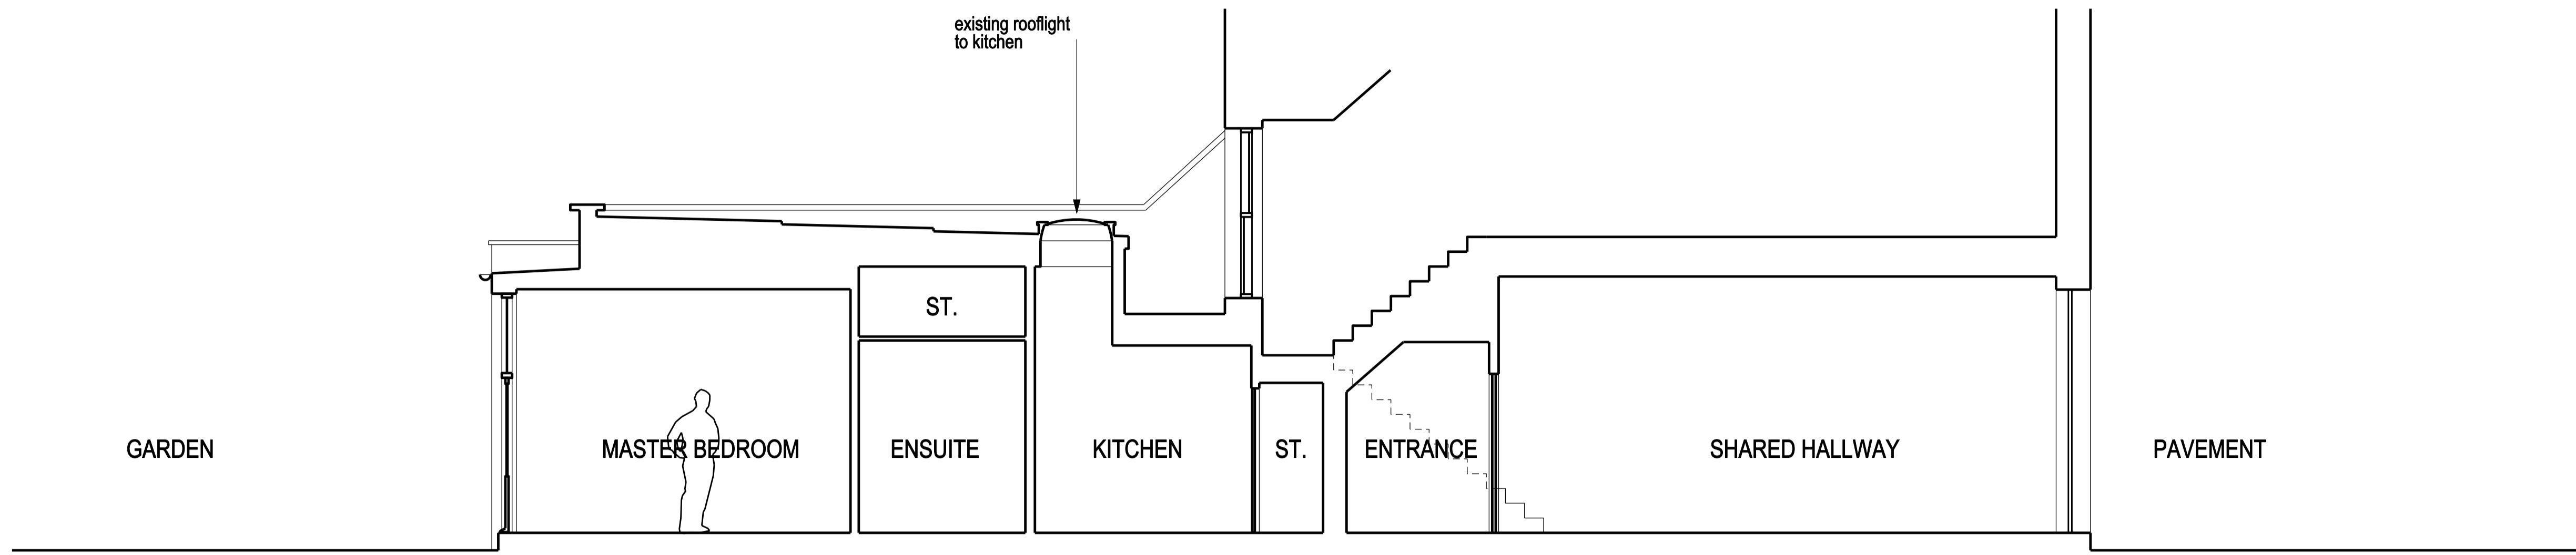 existing rooflight
to kitchen
ST.
GARDEN
MASTER BEDROOM
ENSUITE
KITCHEN
ST.
ENTRANCE
SHARED HALLWAY
PAVEMENT